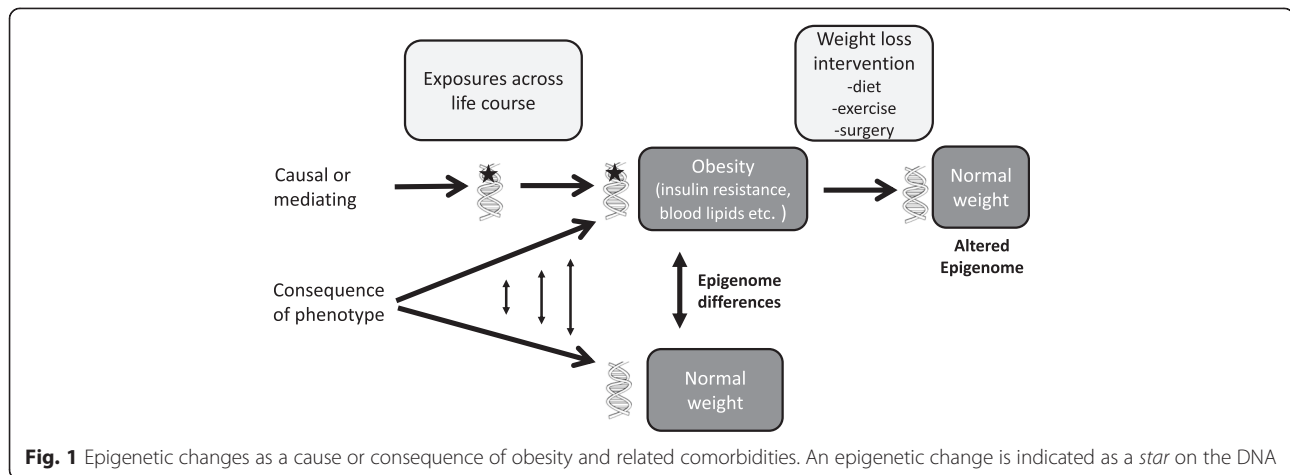 Exposures across
life course
Weight loss
intervention
-diet
-exercise
-surgery
Causal or
mediating
Obesity
(insulin resistance,
blood lipids etc. )
Normal
weight
Altered
Epigenome
Consequence
of phenotype
Epigenome
differences
Normal
weight
Fig. 1 Epigenetic changes as a cause or consequence of obesity and related comorbidities. An epigenetic change is indicated as a star on the DNA